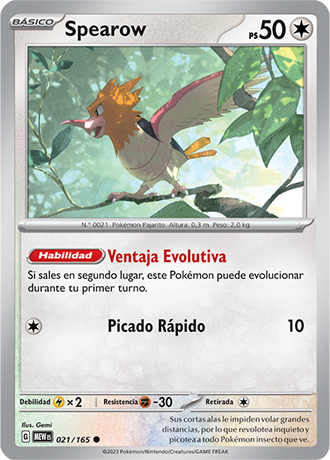 BÁSICO
Spearow
PS 50
N.º 0021 Pokémon Pajarito Altura: 0,3 m Peso: 2,0 kg
Habilidad Ventaja Evolutiva
Si sales en segundo lugar, este Pokémon puede evolucionar
durante tu primer turno.
Picado Rápido 10
Debilidad ×2 Resistencia -30 Retirada
Ilus. Gemi
G MEW ES 021/165
Sus cortas alas le impiden volar grandes
distancias, por lo que revolotea inquieto y
picotea a todo Pokémon insecto que ve.
©2023 Pokémon/Nintendo/Creatures/GAME FREAK